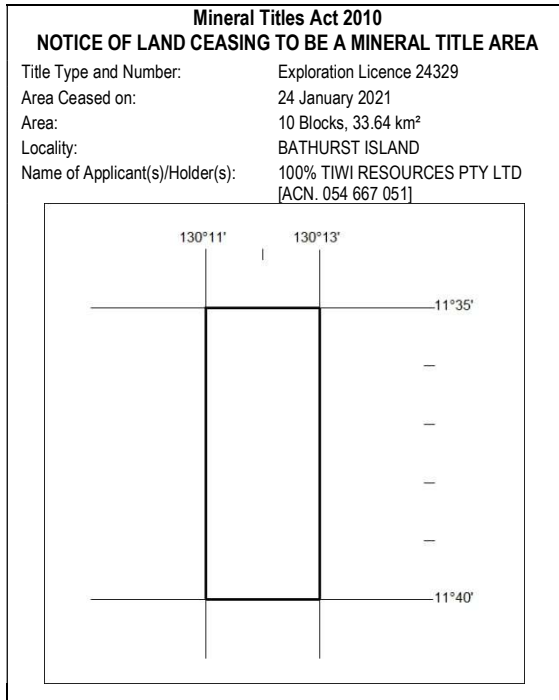 Mineral Titles Act 2010
NOTICE OF LAND CEASING TO BE A MINERAL TITLE AREA
Title Type and Number: Exploration Licence 24329
Area Ceased on: 24 January 2021
Area: 10 Blocks, 33.64 km²
Locality: BATHURST ISLAND
Name of Applicant(s)/Holder(s): 100% TIWI RESOURCES PTY LTD
[ACN. 054 667 051]
130°11' 130°13'
11°35'
11°40'